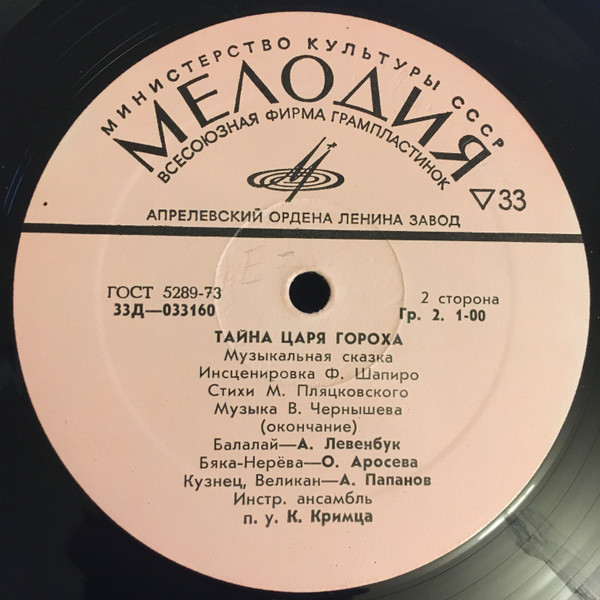 МИНИСТЕРСТВО КУЛЬТУРЫ СССР
МЕЛОДИЯ
ВСЕСОЮЗНАЯ ФИРМА ГРАМПЛАСТИНОК
▽33
АПРЕЛЕВСКИЙ ОРДЕНА ЛЕНИНА ЗАВОД
ГОСТ 5289-73
33Д—033160
2 сторона
Гр. 2. 1-00
ТАЙНА ЦАРЯ ГОРОХА
Музыкальная сказка
Инсценировка Ф. Шапиро
Стихи М. Пляцковского
Музыка В. Чернышева
(окончание)
Балалай—А. Левенбук
Бяка-Нерёва—О. Аросева
Кузнец, Великан—А. Папанов
Инстр. ансамбль
п. у. К. Кримца